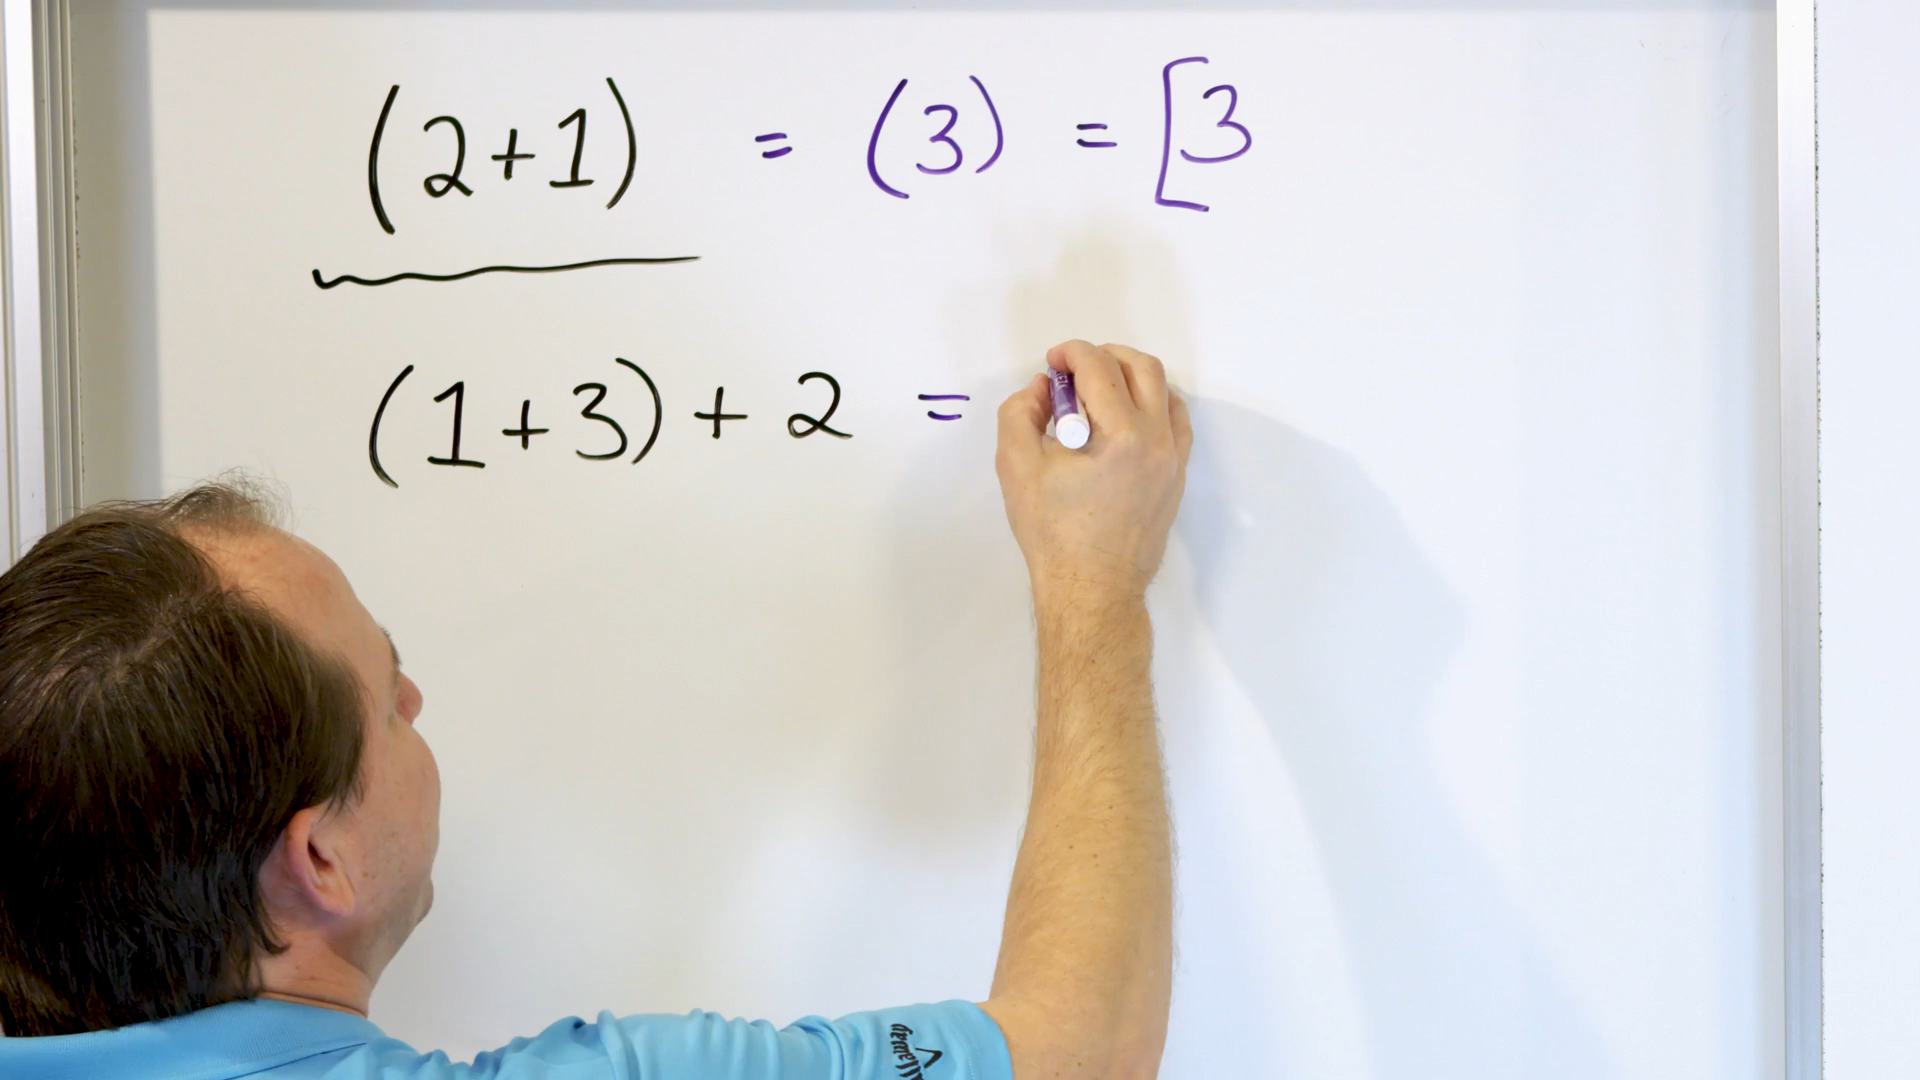 (2+1) = (3) = [3
(1+3)+2 =